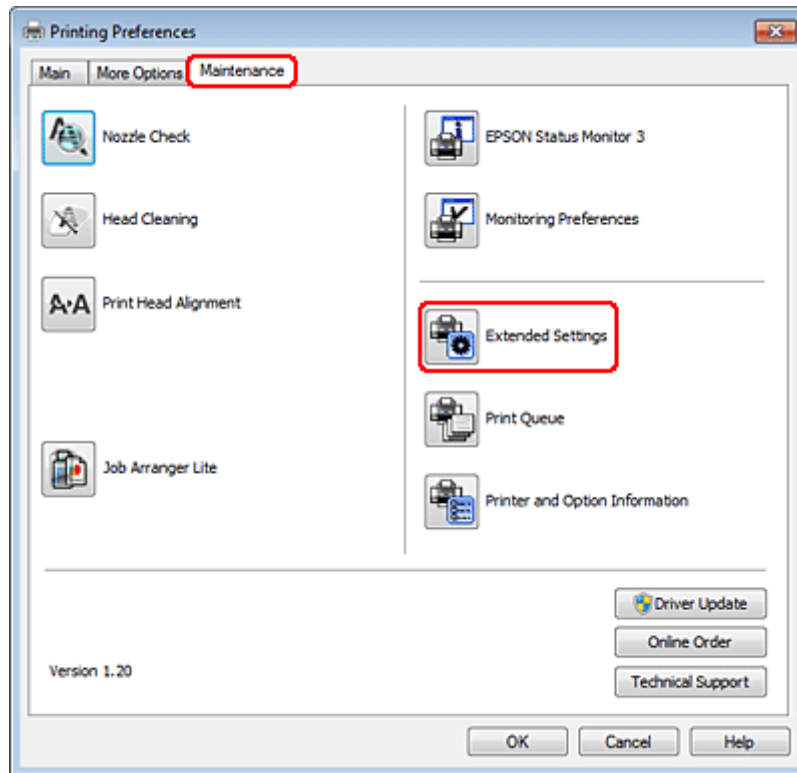 Printing Preferences
Main More Options Maintenance
Nozzle Check
Head Cleaning
A·A Print Head Alignment
Job Arranger Lite
EPSON Status Monitor 3
Monitoring Preferences
Extended Settings
Print Queue
Printer and Option Information
Driver Update
Online Order
Technical Support
Version 1.20
OK Cancel Help